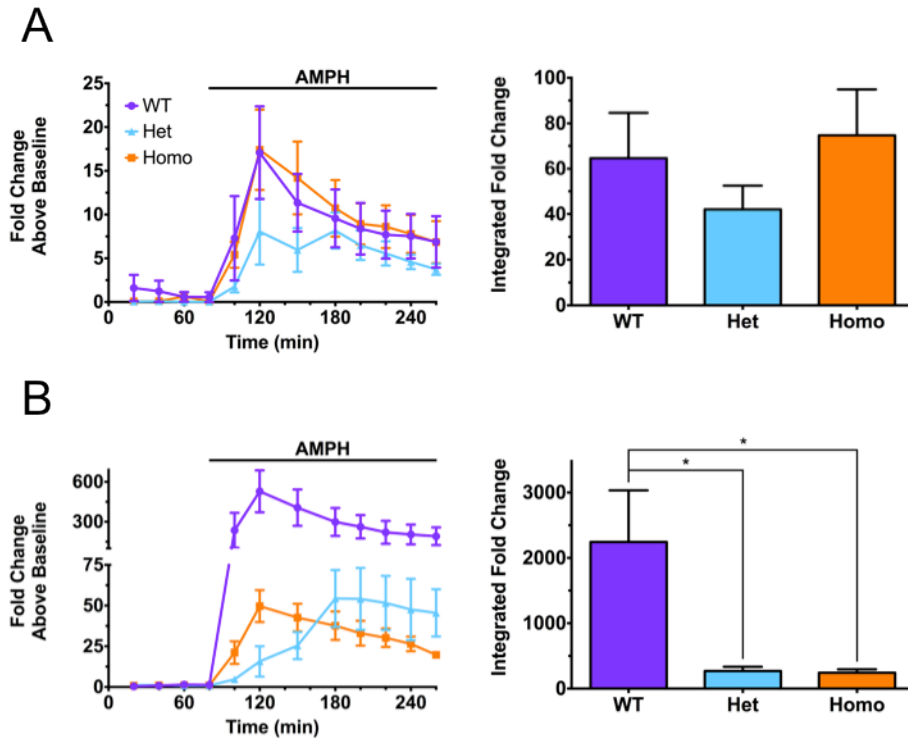 A
AMPH
25
20
15
10
5
0
Fold Change
Above Baseline
WT
Het
Homo
0 60 120 180 240
Time (min)
100
80
60
40
20
0
Integrated Fold Change
WT Het Homo
B
AMPH
600
300
75
50
25
0
Fold Change
Above Baseline
0 60 120 180 240
Time (min)
*
*
3000
2000
1000
0
Integrated Fold Change
WT Het Homo